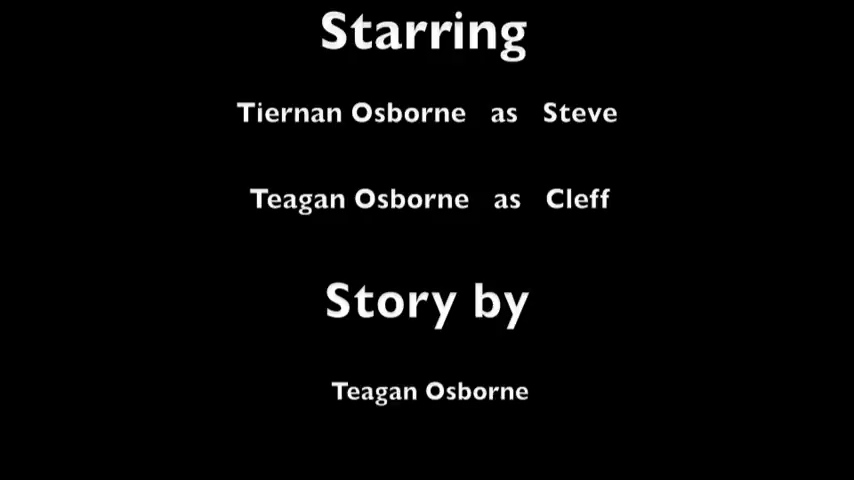 Starring
Tiernan Osborne as Steve
Teagan Osborne as Cleff
Story by
Teagan Osborne